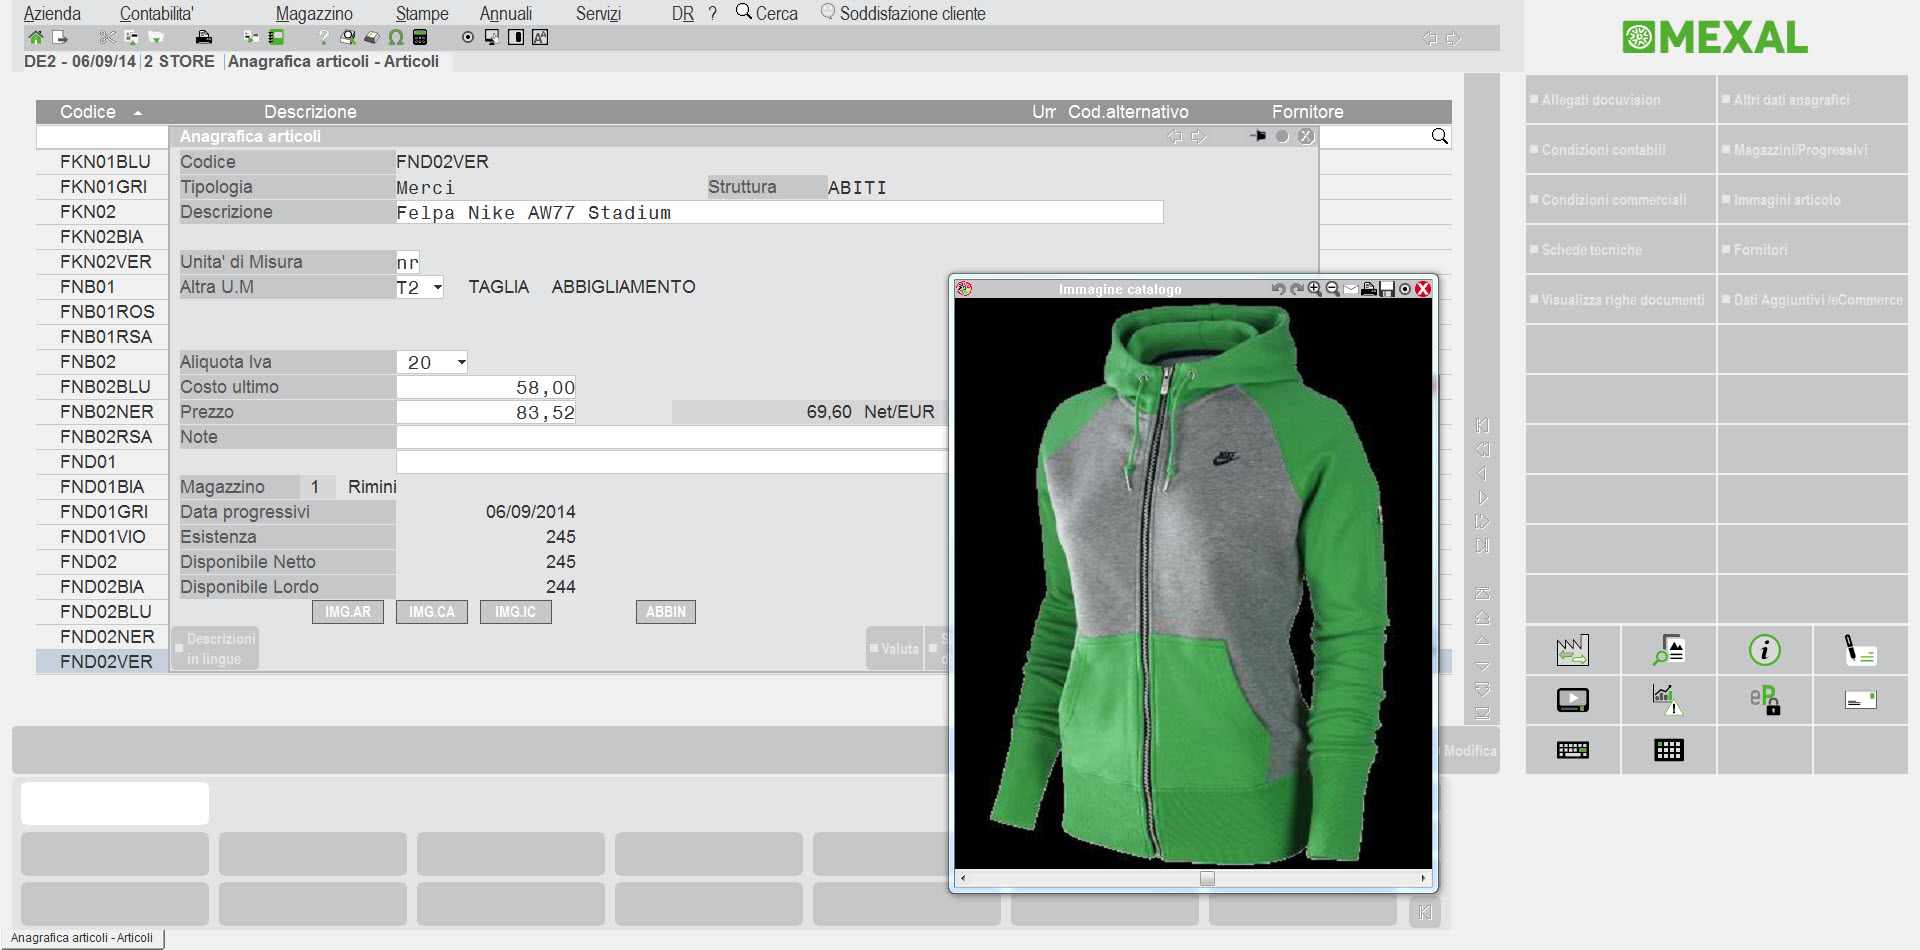 Azienda Contabilita' Magazzino Stampe Annuali Servizi DR ? Cerca Soddisfazione cliente
DE2 - 06/09/14 2 STORE Anagrafica articoli - Articoli
MEXAL
Codice Descrizione Um Cod.alternativo Fornitore
Anagrafica articoli
FKN01BLU
FKN01GRI
FKN02
FKN02BIA
FKN02VER
FNB01
FNB01ROS
FNB01RSA
FNB02
FNB02BLU
FNB02NER
FNB02RSA
FND01
FND01BIA
FND01GRI
FND01VIO
FND02
FND02BIA
FND02BLU
FND02NER
FND02VER
Codice FND02VER
Tipologia Merci Struttura ABITI
Descrizione Felpa Nike AW77 Stadium
Unita' di Misura nr
Altra U.M T2 TAGLIA ABBIGLIAMENTO
Aliquota Iva 20
Costo ultimo 58,00
Prezzo 83,52 69,60 Net/EUR
Note
Magazzino 1 Rimini
Data progressivi 06/09/2014
Esistenza 245
Disponibile Netto 245
Disponibile Lordo 244
IMG.AR IMG.CA IMG.IC ABBIN
Descrizioni in lingue
Valuta
Immagine catalogo
NIKE
Modifica
Allegati docuvision Altri dati anagrafici
Condizioni contabili Magazzini/Progressivi
Condizioni commerciali Immagini articolo
Schede tecniche Fornitori
Visualizza righe documenti Dati Aggiuntivi /eCommerce
i
eP
Anagrafica articoli - Articoli